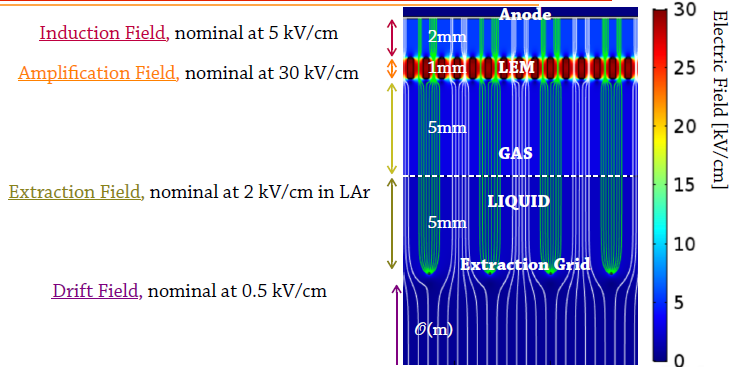 Induction Field, nominal at 5 kV/cm
Amplification Field, nominal at 30 kV/cm
Extraction Field, nominal at 2 kV/cm in LAr
Drift Field, nominal at 0.5 kV/cm
Anode
2mm
1mm LEM
5mm
GAS
LIQUID
5mm
Extraction Grid
𝒪(m)
30
25
20
15
10
5
0
Electric Field [kV/cm]